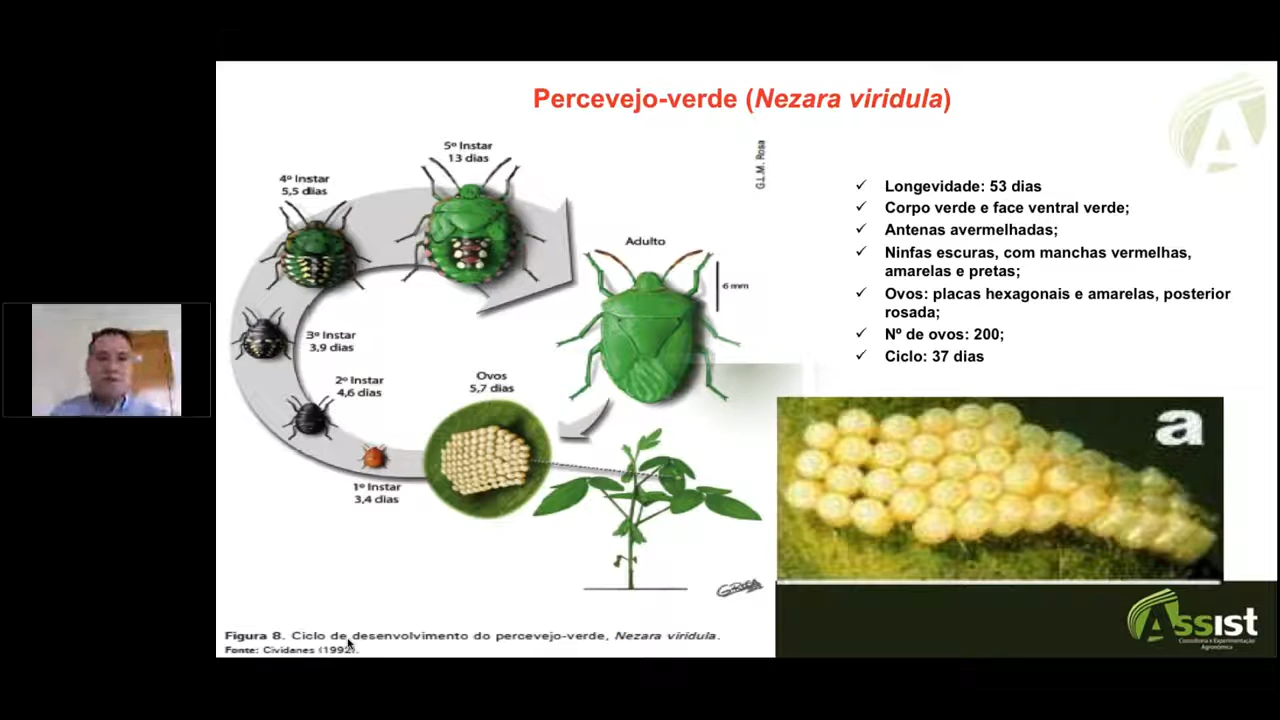 Percevejo-verde (Nezara viridula)
5º Instar
13 dias
G.L.M. Rosa
4º Instar
5,5 dias
Adulto
6 mm
3º Instar
3,9 dias
2º Instar
4,6 dias
Ovos
5,7 dias
1º Instar
3,4 dias
✓ Longevidade: 53 dias
✓ Corpo verde e face ventral verde;
✓ Antenas avermelhadas;
✓ Ninfas escuras, com manchas vermelhas,
amarelas e pretas;
✓ Ovos: placas hexagonais e amarelas, posterior
rosada;
✓ Nº de ovos: 200;
✓ Ciclo: 37 dias
a
Figura 8. Ciclo de desenvolvimento do percevejo-verde, Nezara viridula.
Fonte: Cividanes (1992).
Assist
Consultoria e Experimentação
Agronômica